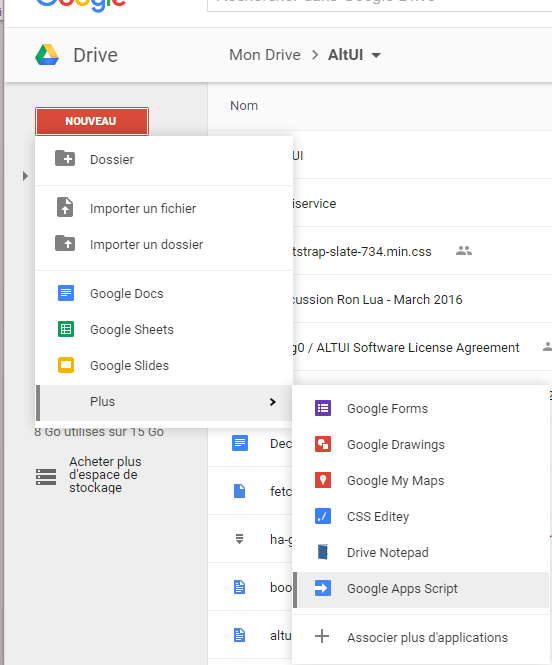 Google
Rechercher dans Google Drive
Drive
Mon Drive > AltUI
NOUVEAU
Nom
Dossier
Importer un fichier
Importer un dossier
Google Docs
Google Sheets
Google Slides
Plus
UI
iservice
tstrap-slate-734.min.css
cussion Ron Lua - March 2016
g0 / ALTUI Software License Agreement
8 Go utilisés sur 15 Go
Acheter plus
d'espace de
stockage
Dec
fetc
ha-g
boo
altu
Google Forms
Google Drawings
Google My Maps
CSS Editey
Drive Notepad
Google Apps Script
Associer plus d'applications